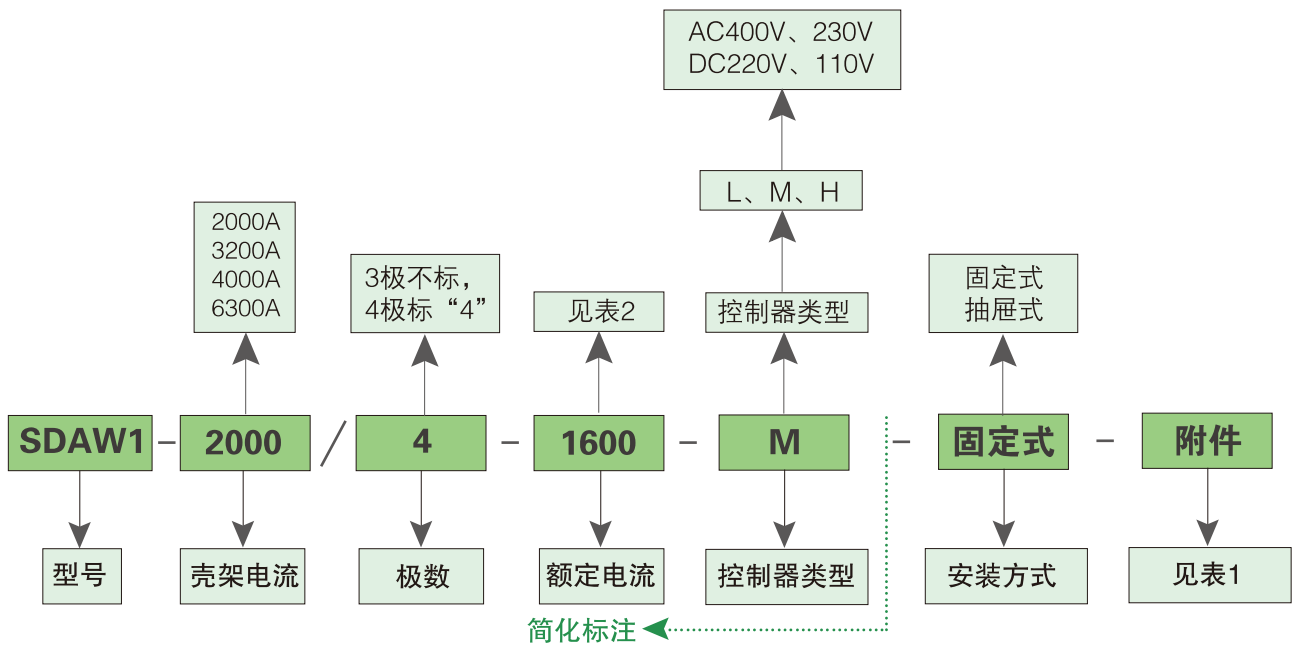 AC400V、230V
DC220V、110V
L、M、H
2000A
3200A
4000A
6300A
3极不标，
4极标“4”
见表2
控制器类型
固定式
抽屉式
SDAW1 - 2000 / 4 - 1600 - M - 固定式 - 附件
型号
壳架电流
极数
额定电流
控制器类型
安装方式
见表1
简化标注